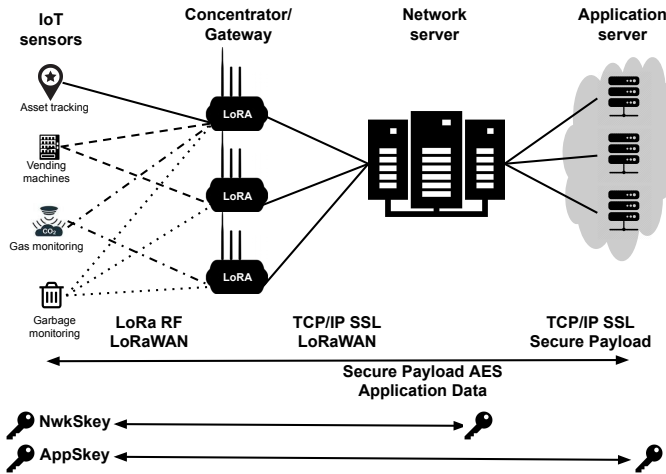 IoT
sensors
Concentrator/
Gateway
Network
server
Application
server
Asset tracking
LoRA
Vending
machines
LoRA
CO₂
Gas monitoring
LoRA
Garbage
monitoring
LoRa RF
LoRaWAN
TCP/IP SSL
LoRaWAN
TCP/IP SSL
Secure Payload
Secure Payload AES
Application Data
NwkSkey
AppSkey